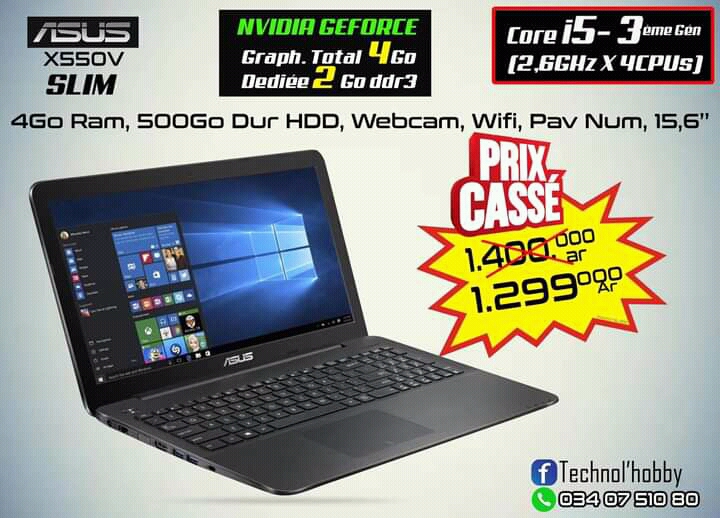 ASUS
X550V
SLIM
NVIDIA GEFORCE
Graph. Total 4Go
Dediée 2 Go ddr3
Core i5- 3ème Gén
(2,6GHz X 4CPUs)
4Go Ram, 500Go Dur HDD, Webcam, Wifi, Pav Num, 15,6"
PRIX
CASSÉ
1.400.000 ar
1.299000 Ar
ASUS
Technol'hobby
034 07 510 80